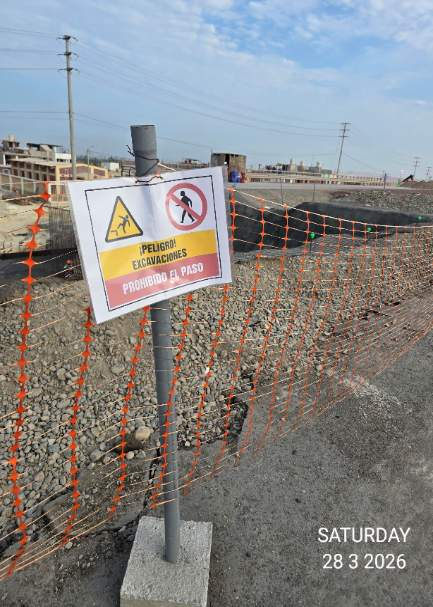 ¡PELIGRO!
EXCAVACIONES
PROHIBIDO EL PASO
SATURDAY
28 3 2026